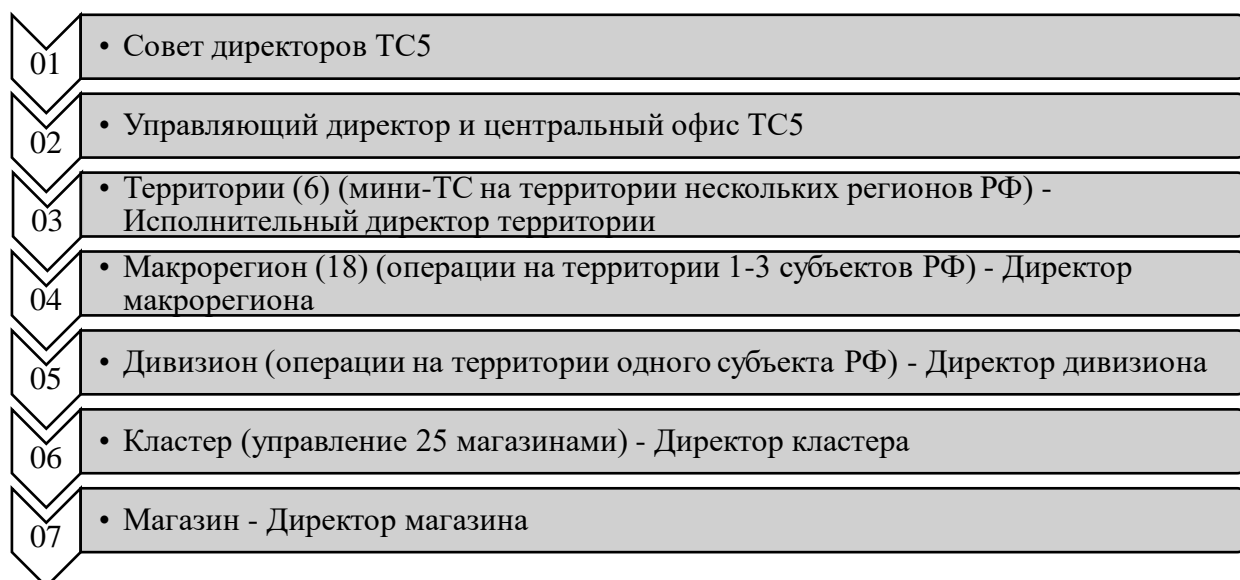 01
• Совет директоров ТС5
02
• Управляющий директор и центральный офис ТС5
03
• Территории (6) (мини-ТС на территории нескольких регионов РФ) -
Исполнительный директор территории
04
• Макрорегион (18) (операции на территории 1-3 субъектов РФ) - Директор
макрорегиона
05
• Дивизион (операции на территории одного субъекта РФ) - Директор дивизиона
06
• Кластер (управление 25 магазинами) - Директор кластера
07
• Магазин - Директор магазина